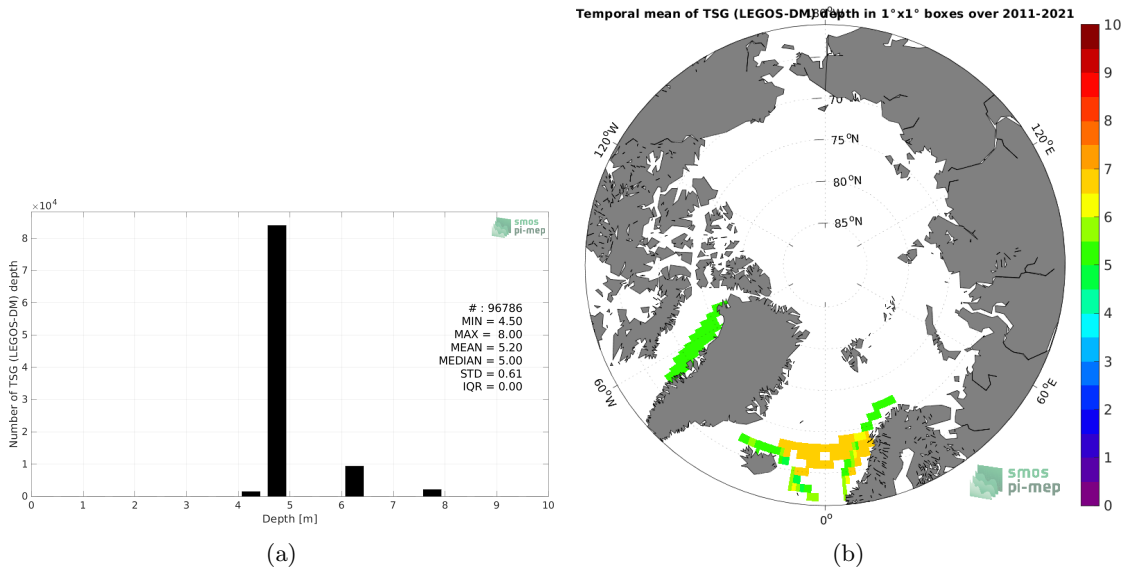 Temporal mean of TSG (LEGOS-DM) depth in 1°x1° boxes over 2011-2021
180°W
×10⁴
8
7
6
5
4
3
2
1
0
Number of TSG (LEGOS-DM) depth
smos
pi-mep
# : 96786
MIN = 4.50
MAX = 8.00
MEAN = 5.20
MEDIAN = 5.00
STD = 0.61
IQR = 0.00
0 1 2 3 4 5 6 7 8 9 10
Depth [m]
(a)
120°W
120°E
75°N
80°N
85°N
60°W
60°E
0°
smos
pi-mep
10
9
8
7
6
5
4
3
2
1
0
(b)